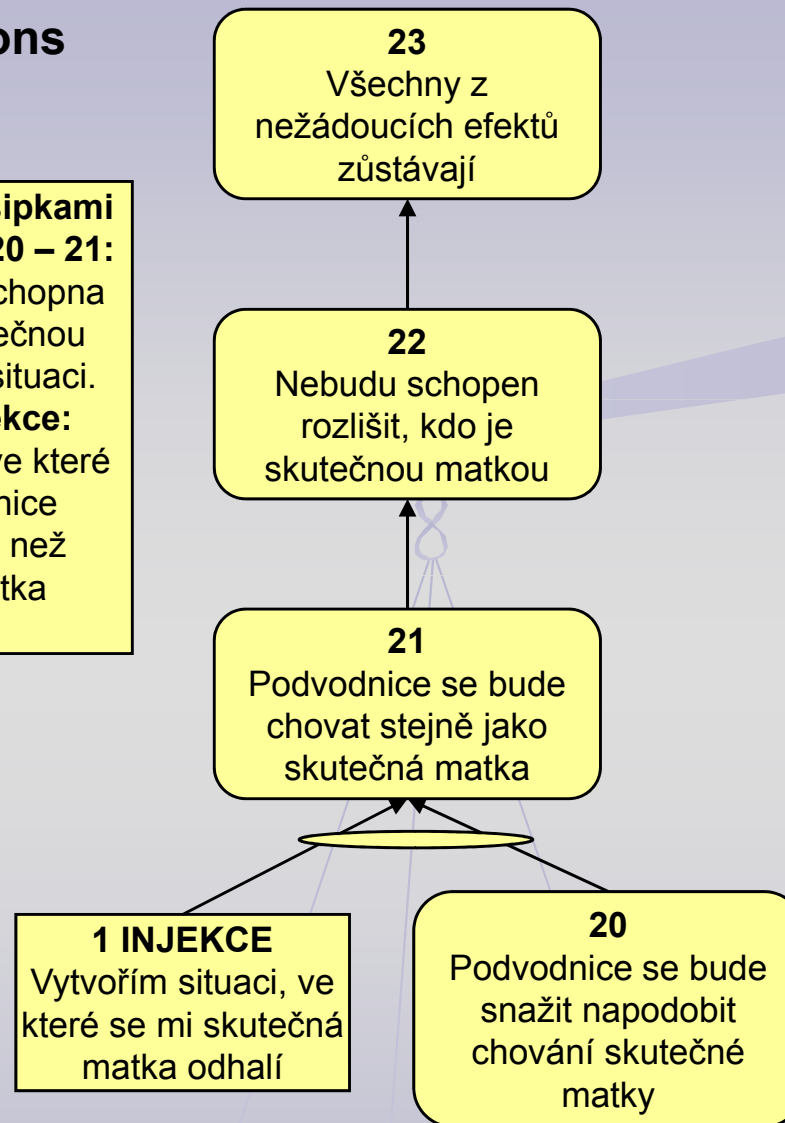 ons
šipkami
20 – 21:
chopna
ečnou
situaci.
ekce:
ve které
nice
než
tka
23
Všechny z
nežádoucích efektů
zůstávají
22
Nebudu schopen
rozlišit, kdo je
skutečnou matkou
21
Podvodnice se bude
chovat stejně jako
skutečná matka
1 INJEKCE
Vytvořím situaci, ve
které se mi skutečná
matka odhalí
20
Podvodnice se bude
snažit napodobit
chování skutečné
matky